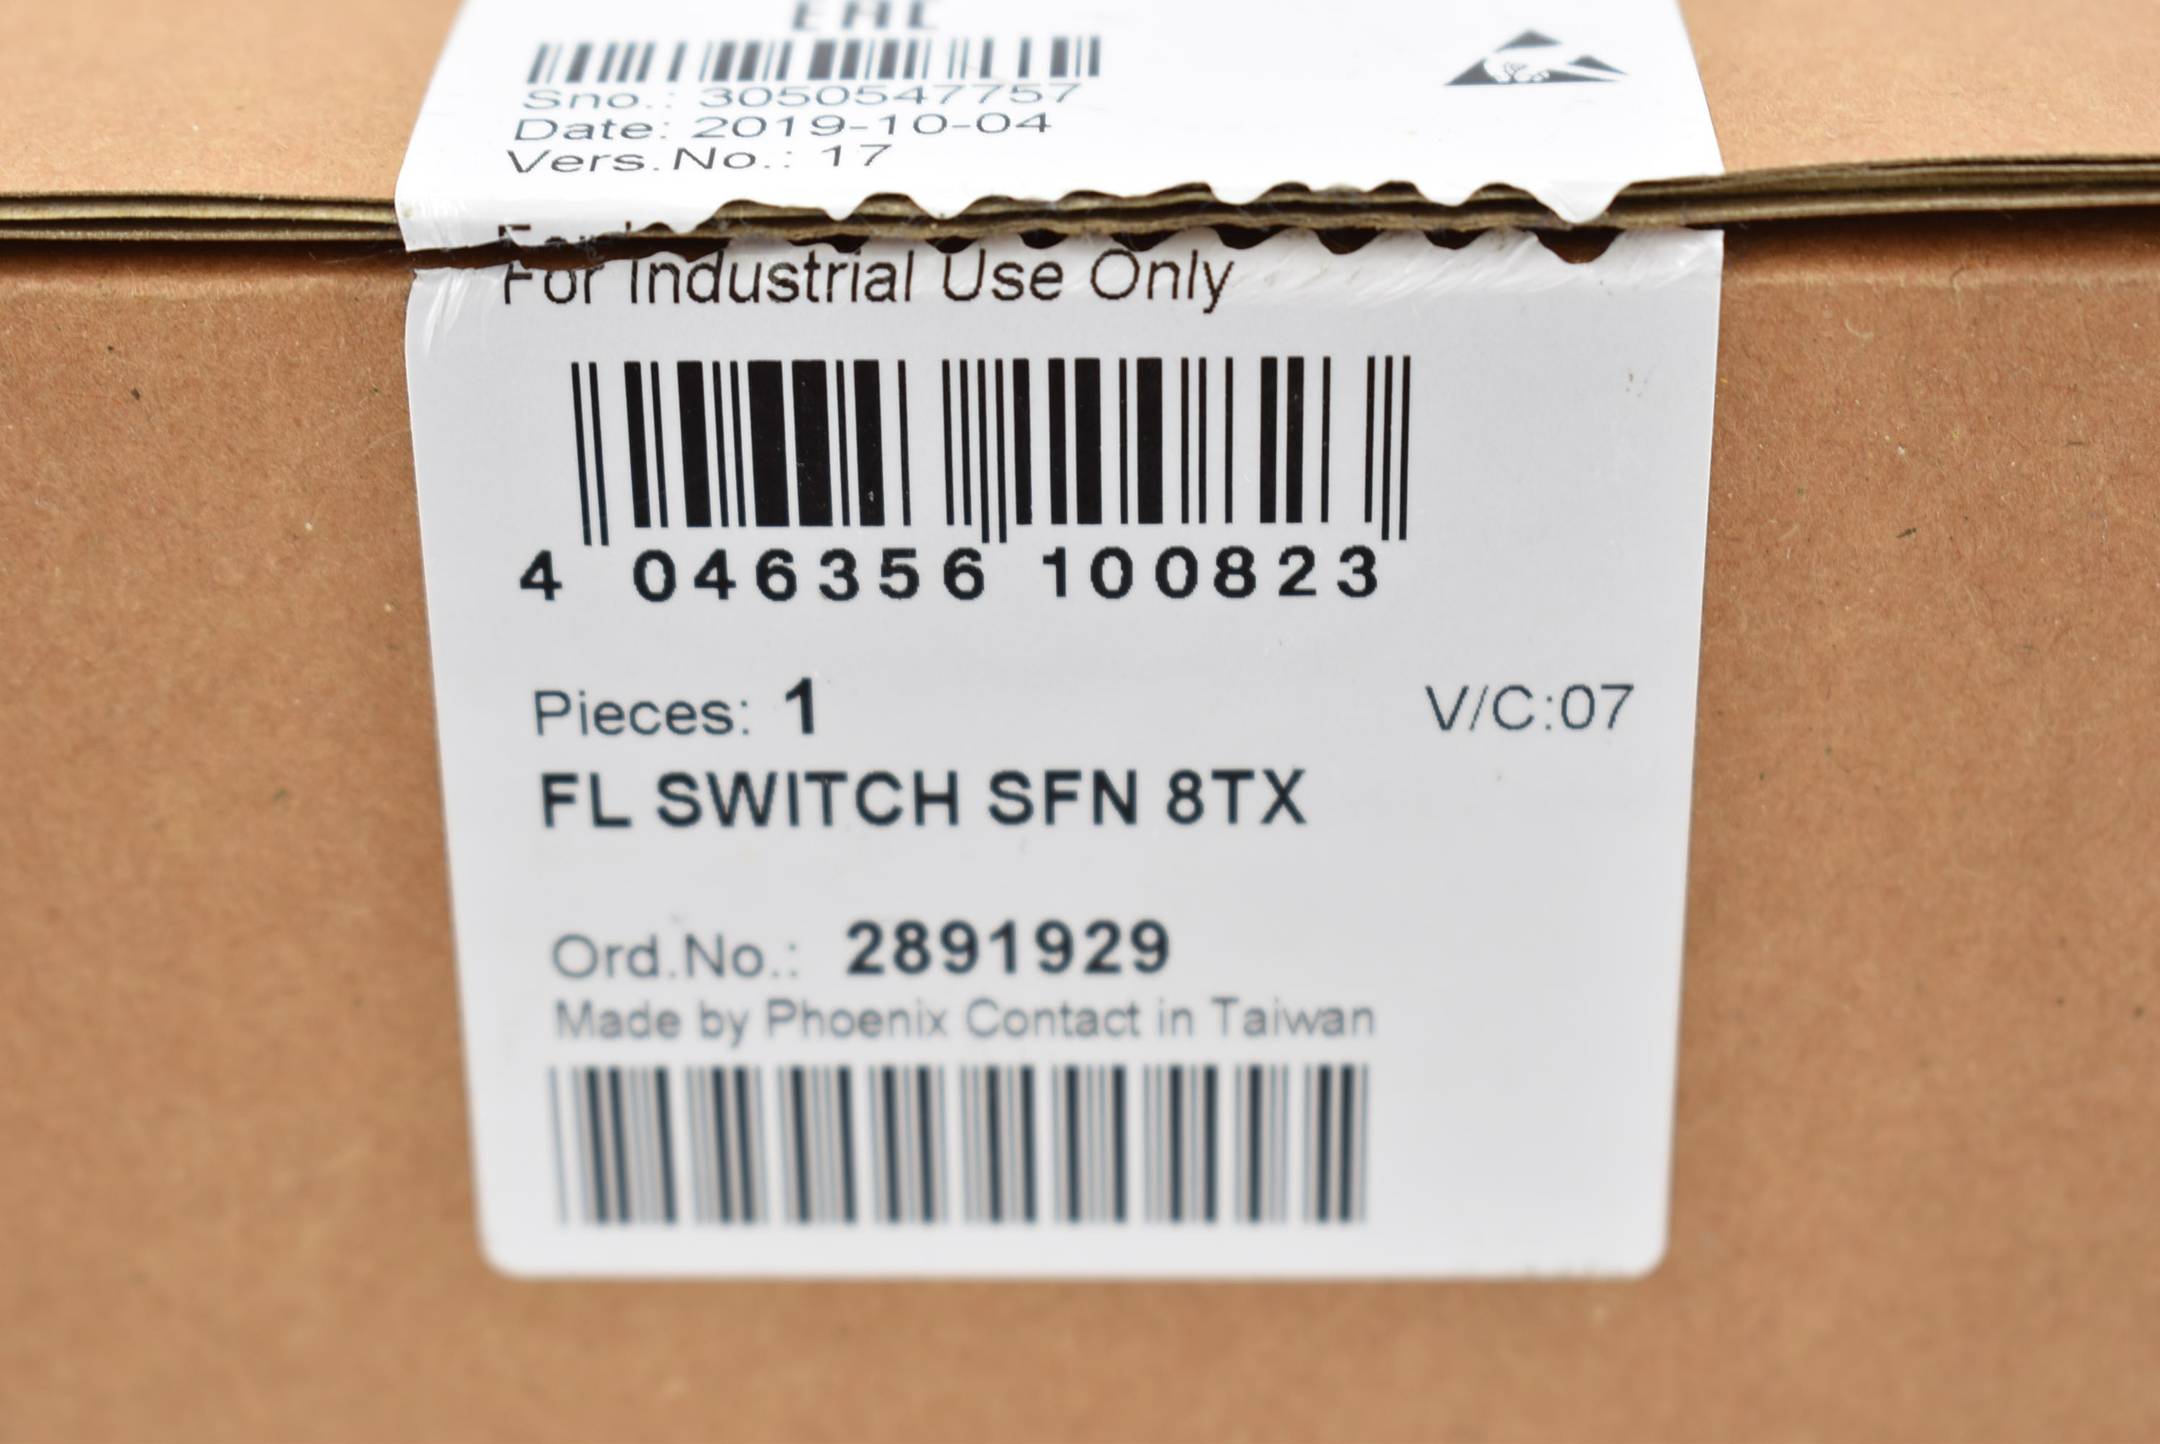 EAC
Sno.: 3050547757
Date: 2019-10-04
Vers.No.: 17
For Industrial Use Only
4 046356 100823
Pieces: 1
V/C:07
FL SWITCH SFN 8TX
Ord.No.: 2891929
Made by Phoenix Contact in Taiwan